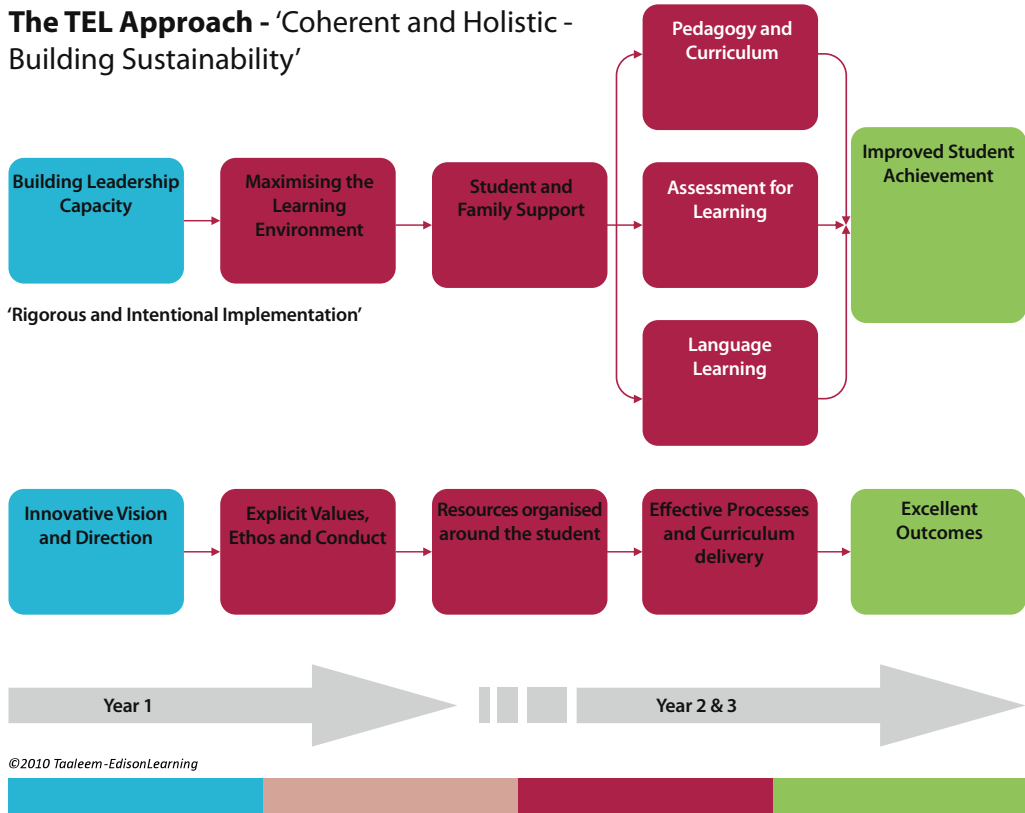 The TEL Approach - ‘Coherent and Holistic -
Building Sustainability’
Pedagogy and
Curriculum
Building Leadership
Capacity
Maximising the
Learning
Environment
Student and
Family Support
Assessment for
Learning
Improved Student
Achievement
‘Rigorous and Intentional Implementation’
Language
Learning
Innovative Vision
and Direction
Explicit Values,
Ethos and Conduct
Resources organised
around the student
Effective Processes
and Curriculum
delivery
Excellent
Outcomes
Year 1
Year 2 & 3
©2010 Taaleem-EdisonLearning